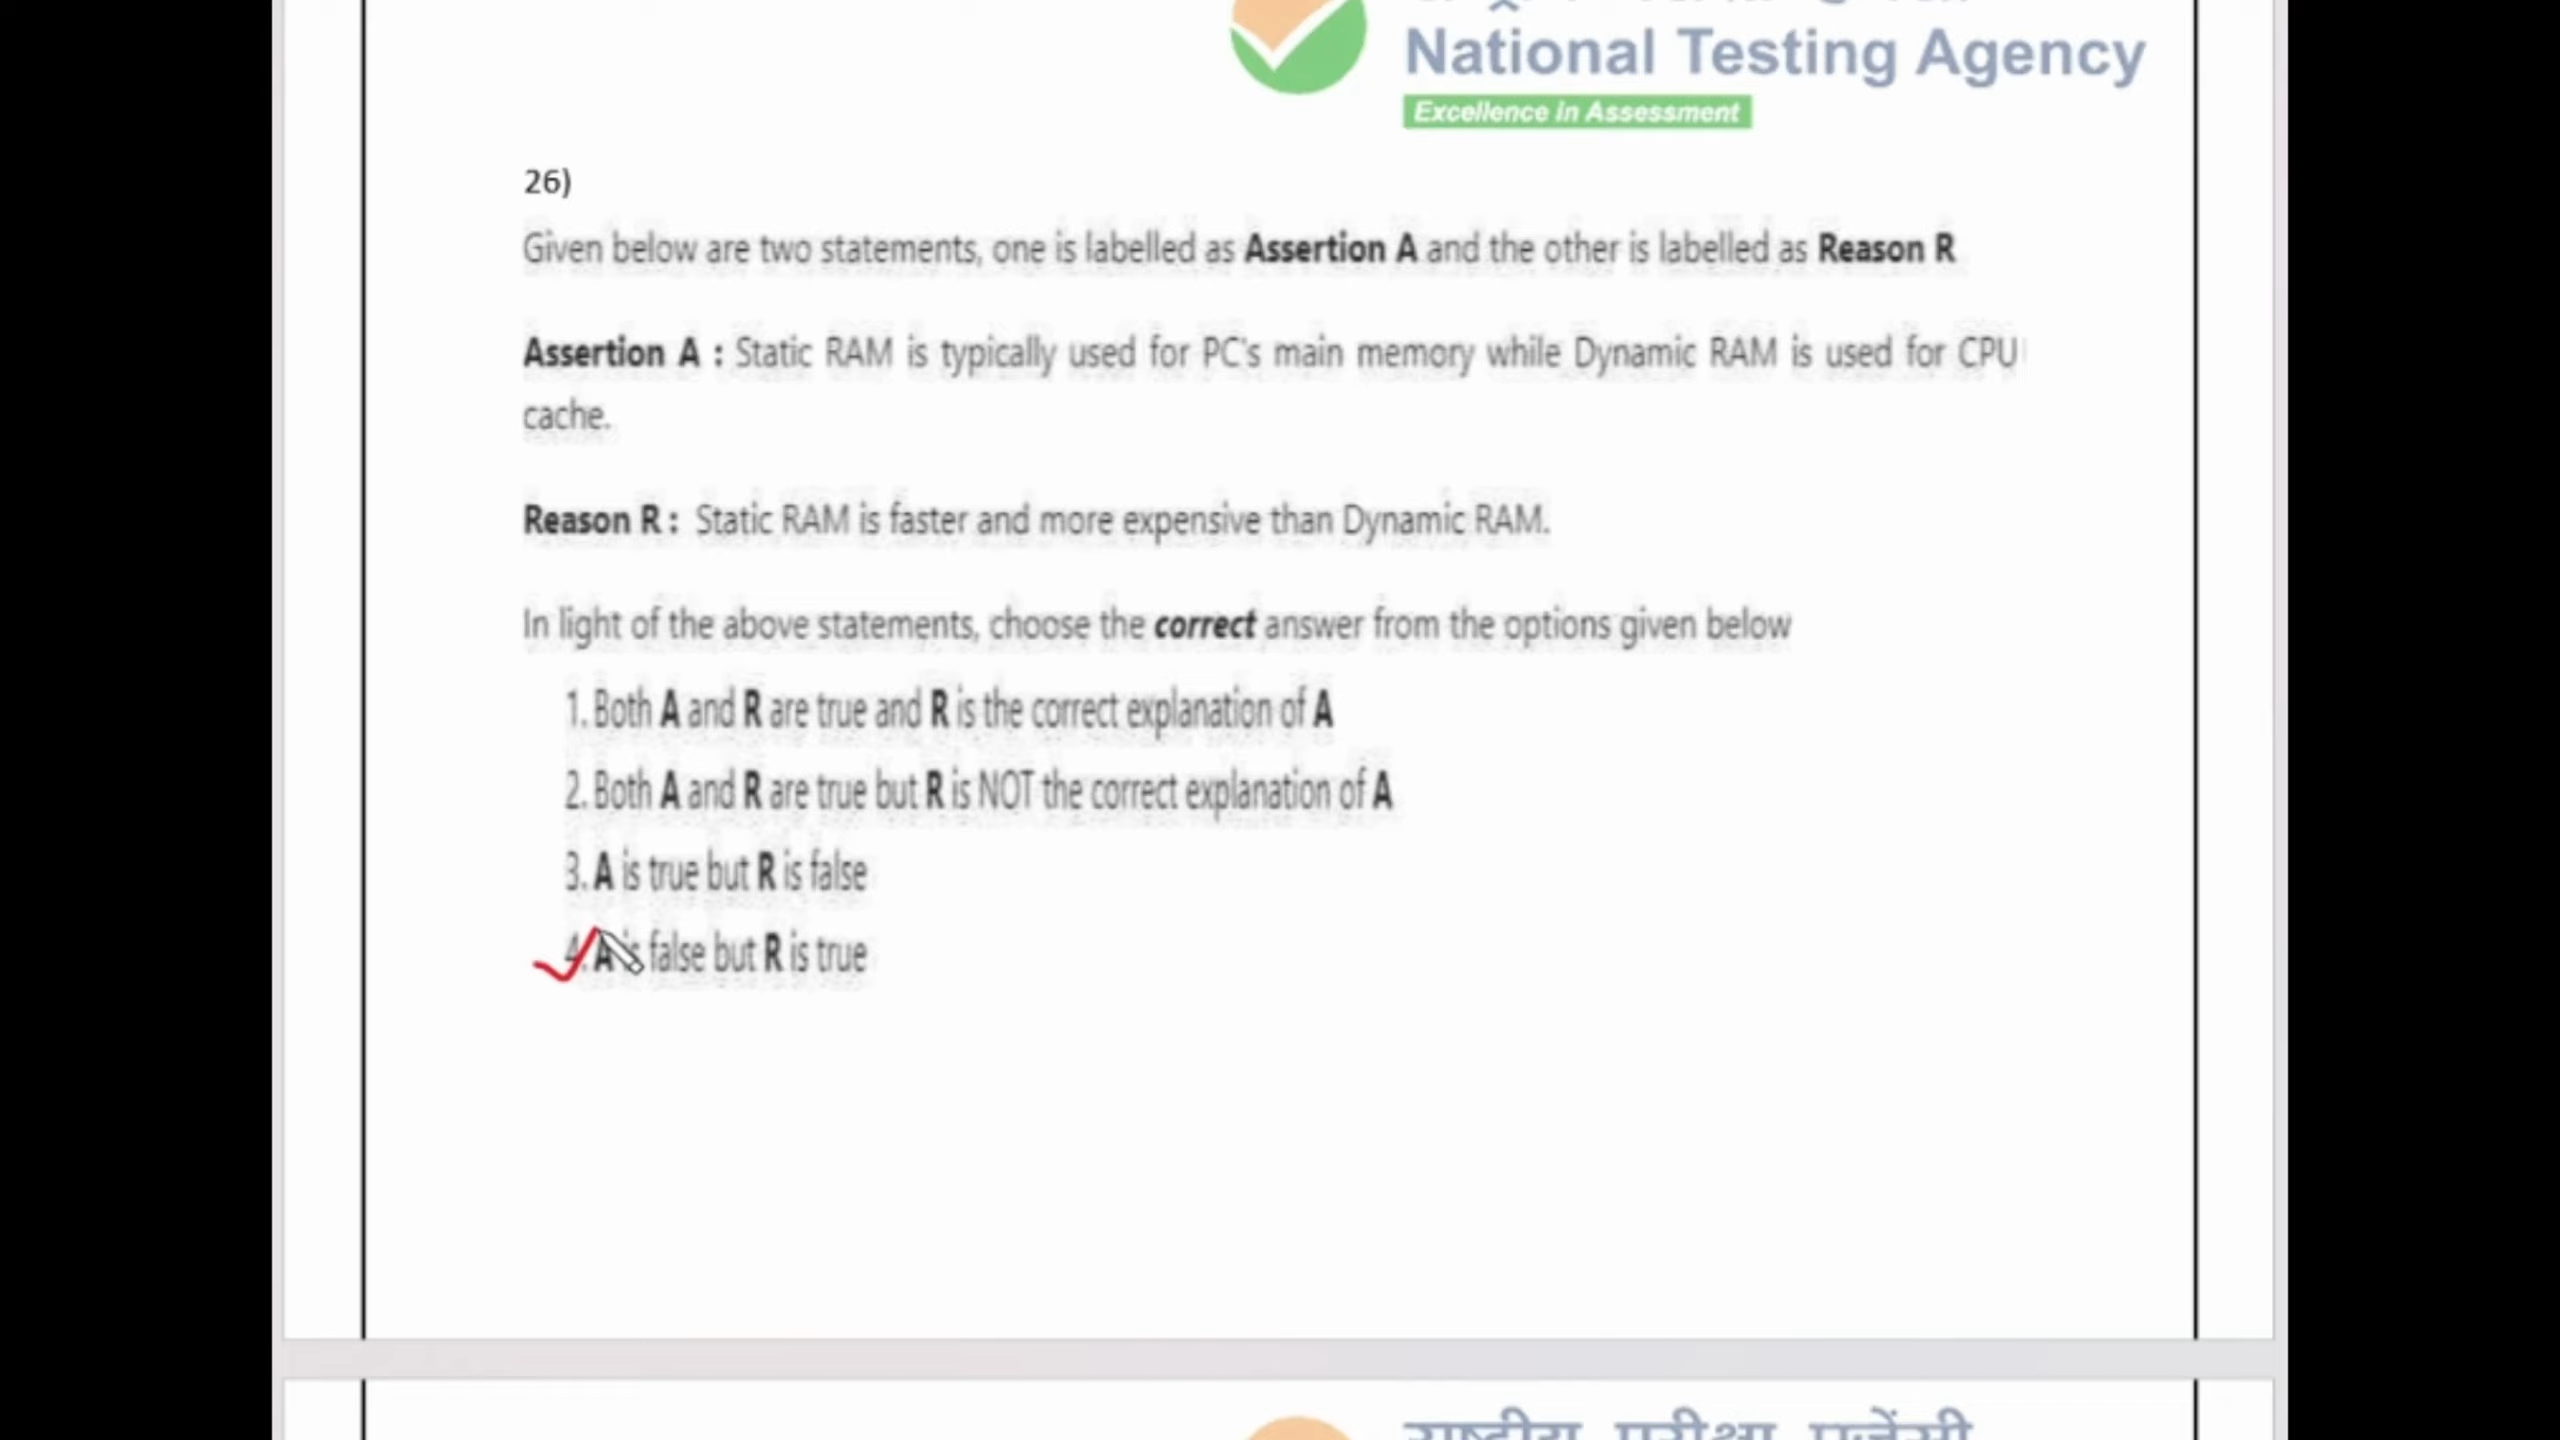 National Testing Agency
Excellence in Assessment
26)
Given below are two statements, one is labelled as Assertion A and the other is labelled as Reason R
Assertion A : Static RAM is typically used for PC's main memory while Dynamic RAM is used for CPU
cache.
Reason R : Static RAM is faster and more expensive than Dynamic RAM.
In light of the above statements, choose the correct answer from the options given below
1. Both A and R are true and R is the correct explanation of A
2. Both A and R are true but R is NOT the correct explanation of A
3. A is true but R is false
4. A is false but R is true
राष्ट्रीय परीक्षा एजेंसी